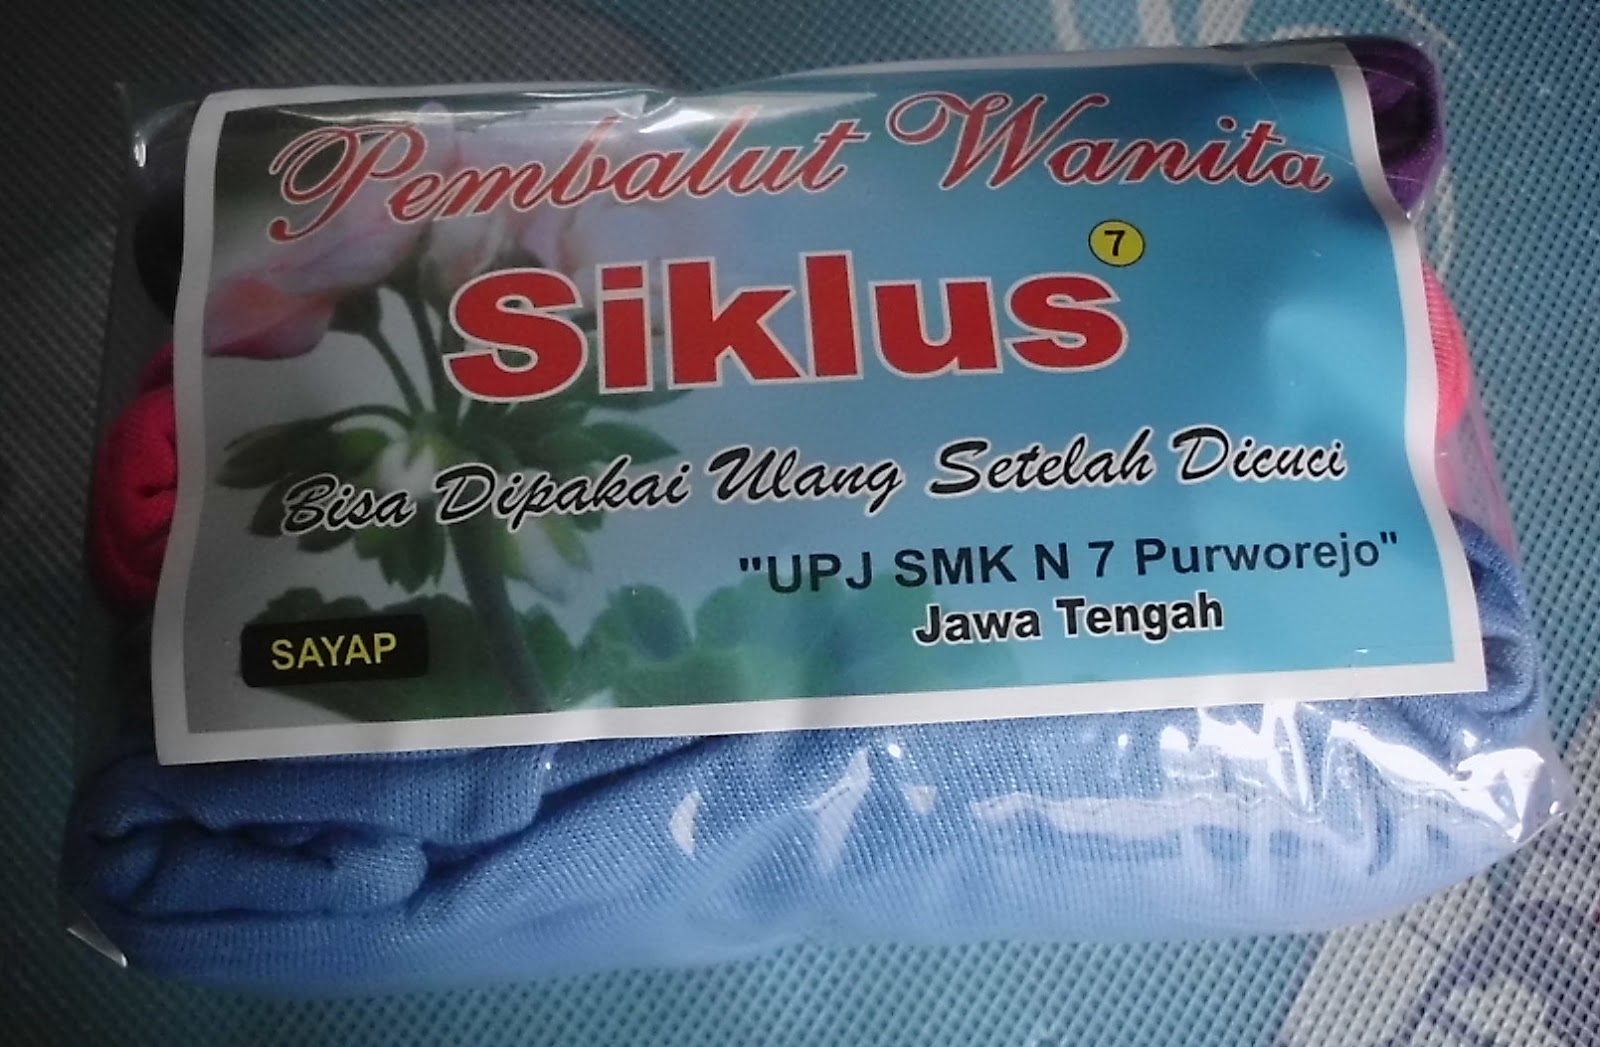 Pembalut Wanita
Siklus 7
Bisa Dipakai Ulang Setelah Dicuci
"UPJ SMK N 7 Purworejo"
Jawa Tengah
SAYAP